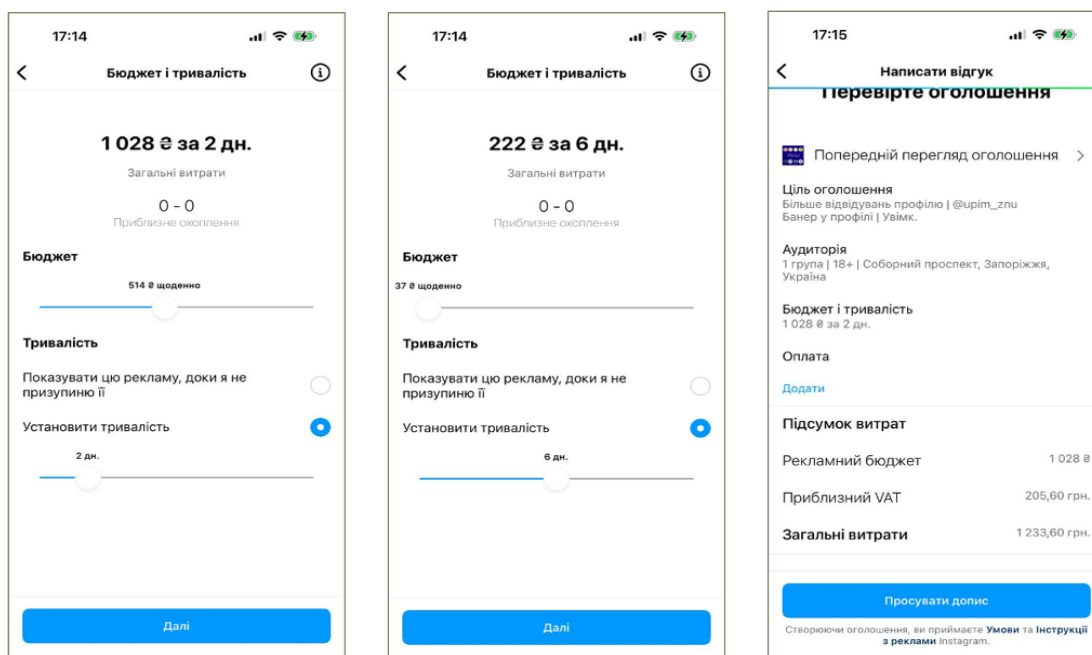 17:14
Бюджет і тривалість
1 028 ₴ за 2 дн.
Загальні витрати
0 – 0
Приблизне охоплення
Бюджет
514 ₴ щоденно
Тривалість
Показувати цю рекламу, доки я не
призупиню її
Установити тривалість
2 дн.
Далі
17:14
Бюджет і тривалість
222 ₴ за 6 дн.
Загальні витрати
0 – 0
Приблизне охоплення
Бюджет
37 ₴ щоденно
Тривалість
Показувати цю рекламу, доки я не
призупиню її
Установити тривалість
6 дн.
Далі
17:15
Написати відгук
Перевірте оголошення
Попередній перегляд оголошення
Ціль оголошення
Більше відвідувань профілю | @upim_znu
Банер у профілі | Увімк.
Аудиторія
1 група | 18+ | Соборний проспект, Запоріжжя,
Україна
Бюджет і тривалість
1 028 ₴ за 2 дн.
Оплата
Додати
Підсумок витрат
Рекламний бюджет 1 028 ₴
Приблизний VAT 205,60 грн.
Загальні витрати 1 233,60 грн.
Просувати допис
Створюючи оголошення, ви приймаєте Умови та Інструкції
з реклами Instagram.